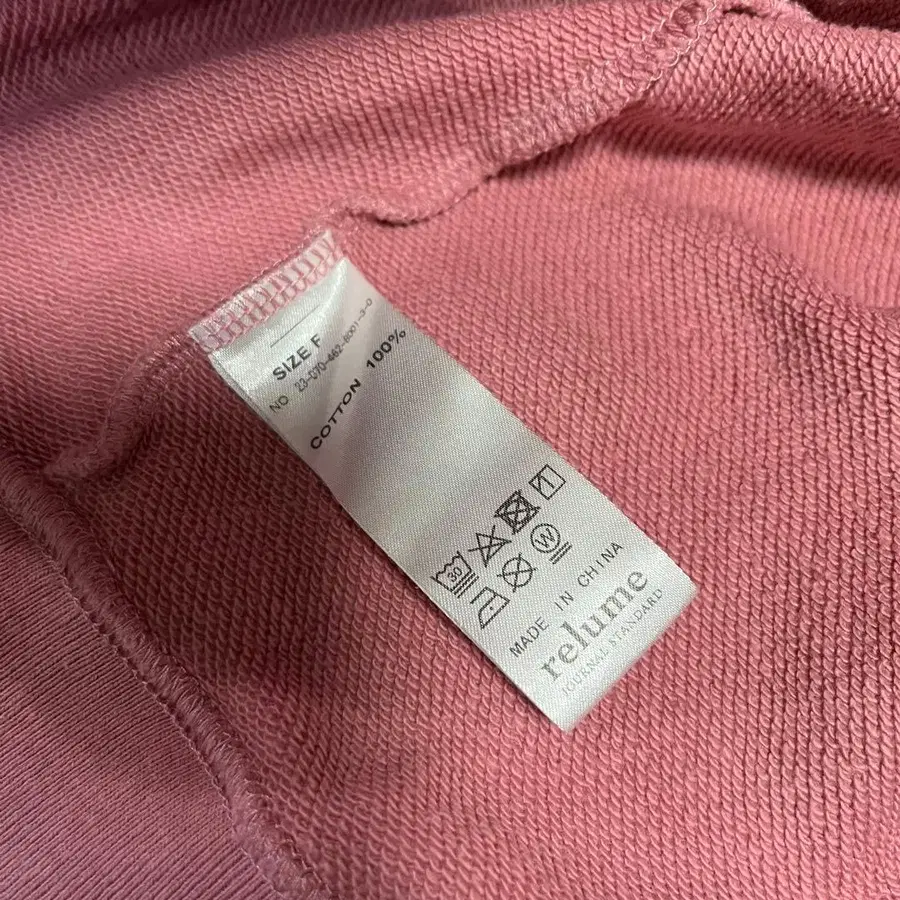 SIZE F
NO 23-070-462-8001-3-0
COTTON 100%
30
W
MADE IN CHINA
relume
JOURNAL STANDARD